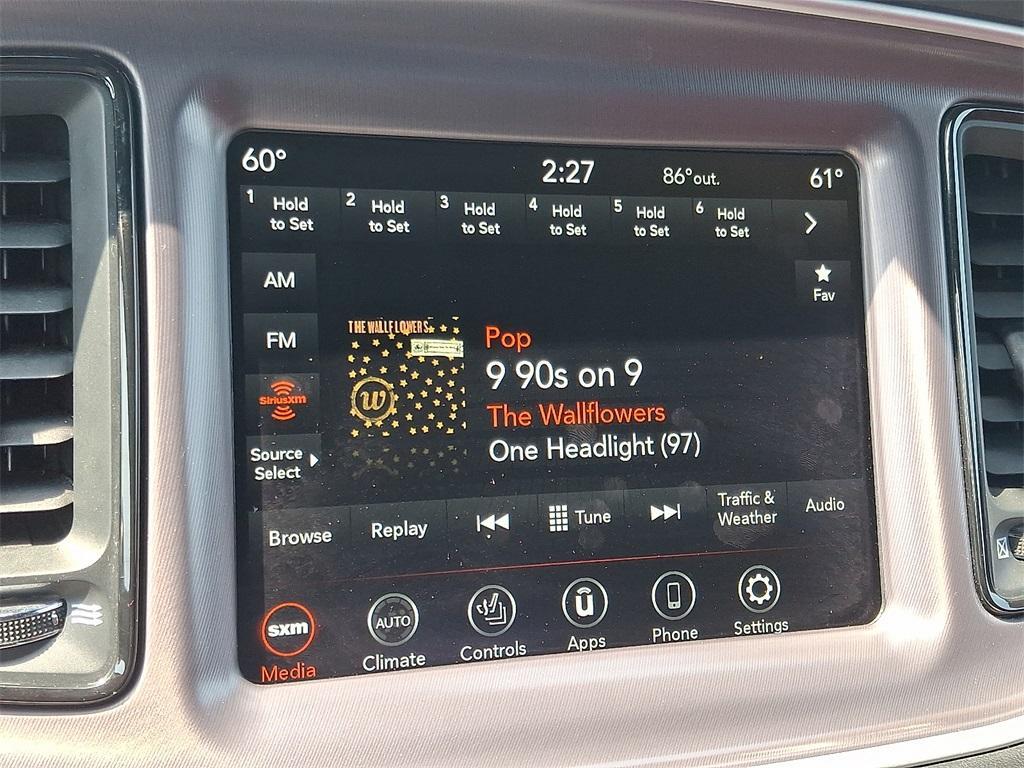 60° 2:27 86°out. 61°
1 Hold to Set
2 Hold to Set
3 Hold to Set
4 Hold to Set
5 Hold to Set
6 Hold to Set
AM
Fav
FM
THE WALLFLOWERS
w
Pop
9 90s on 9
The Wallflowers
One Headlight (97)
SiriusXM
Source
Select
Browse Replay Tune Traffic & Weather Audio
sxm AUTO
Media Climate Controls Apps Phone Settings